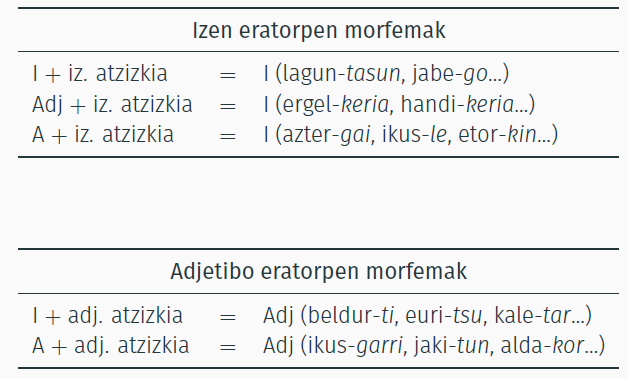 Izen eratorpen morfemak
I + iz. atzizkia = I (lagun-tasun, jabe-go...)
Adj + iz. atzizkia = I (ergel-keria, handi-keria...)
A + iz. atzizkia = I (azter-gai, ikus-le, etor-kin...)
Adjetibo eratorpen morfemak
I + adj. atzizkia = Adj (beldur-ti, euri-tsu, kale-tar...)
A + adj. atzizkia = Adj (ikus-garri, jaki-tun, alda-kor...)